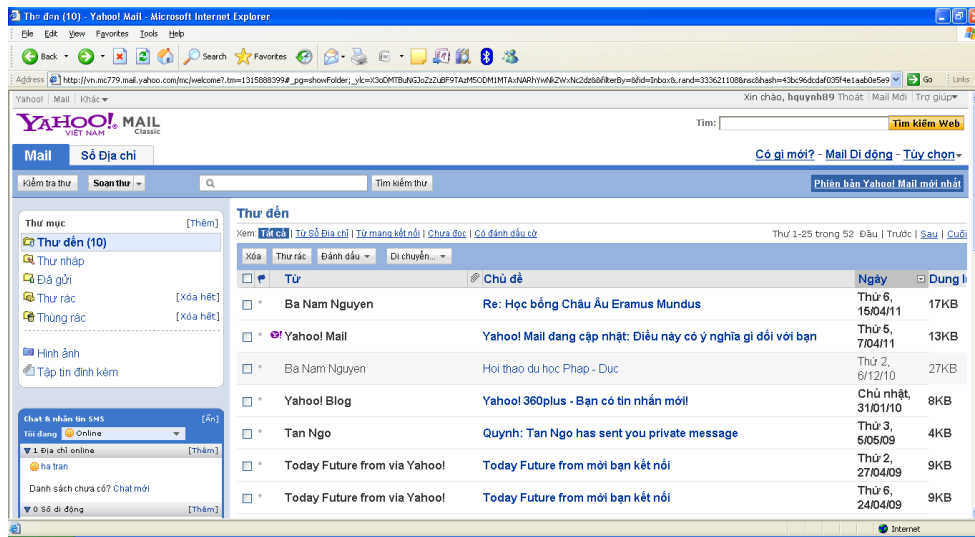 Thư đến (10) - Yahoo! Mail - Microsoft Internet Explorer
File Edit View Favorites Tools Help
Back Search Favorites
Address http://vn.mc779.mail.yahoo.com/mc/welcome?. Go Links
Yahoo! Mail Khác Xin chào, hquynh89 Thoát Mail Mới Trợ giúp
YAHOO! MAIL
VIỆT NAM Classic
Tìm: Tìm kiếm Web
Mail Sổ Địa chỉ Có gì mới? - Mail Di động - Tùy chọn
Kiểm tra thư Soạn thư Tìm kiếm thư Phiên bản Yahoo! Mail mới nhất
Thư mục [Thêm]
Thư đến (10)
Thư nháp
Đã gửi
Thư rác [Xóa hết]
Thùng rác [Xóa hết]
Hình ảnh
Tập tin đính kèm
Chat & nhắn tin SMS [Ẩn]
Tôi đang Online
1 Địa chỉ online [Thêm]
ha tran
Danh sách chưa có? Chat mới
0 Số di động [Thêm]
Thư đến
Xem: Tất cả | Từ Sổ Địa chỉ | Từ mạng kết nối | Chưa đọc | Có đánh dấu cờ Thư 1-25 trong 52 Đầu | Trước | Sau | Cuối
Xóa Thư rác Đánh dấu Di chuyển...
Từ Chủ đề Ngày Dung l
Ba Nam Nguyen Re: Học bổng Châu Âu Eramus Mundus Thứ 6, 15/04/11 17KB
Yahoo! Mail Yahoo! Mail đang cập nhật: Điều này có ý nghĩa gì đối với bạn Thứ 5, 7/04/11 13KB
Ba Nam Nguyen Hoi thao du hoc Phap - Duc Thứ 2, 6/12/10 27KB
Yahoo! Blog Yahoo! 360plus - Bạn có tin nhắn mới! Chủ nhật, 31/01/10 8KB
Tan Ngo Quynh: Tan Ngo has sent you private message Thứ 3, 5/05/09 4KB
Today Future from via Yahoo! Today Future from mời bạn kết nối Thứ 2, 27/04/09 9KB
Today Future from via Yahoo! Today Future from mời bạn kết nối Thứ 6, 24/04/09 9KB
Internet